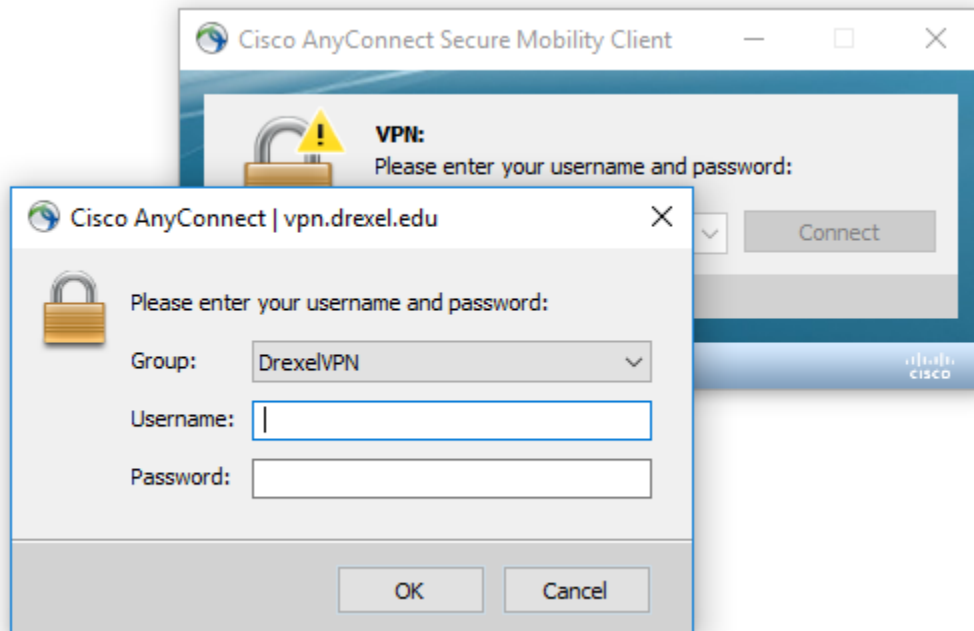 Cisco AnyConnect Secure Mobility Client
VPN:
Please enter your username and password:
Connect
CISCO
Cisco AnyConnect | vpn.drexel.edu
Please enter your username and password:
Group: DrexelVPN
Username:
Password:
OK Cancel